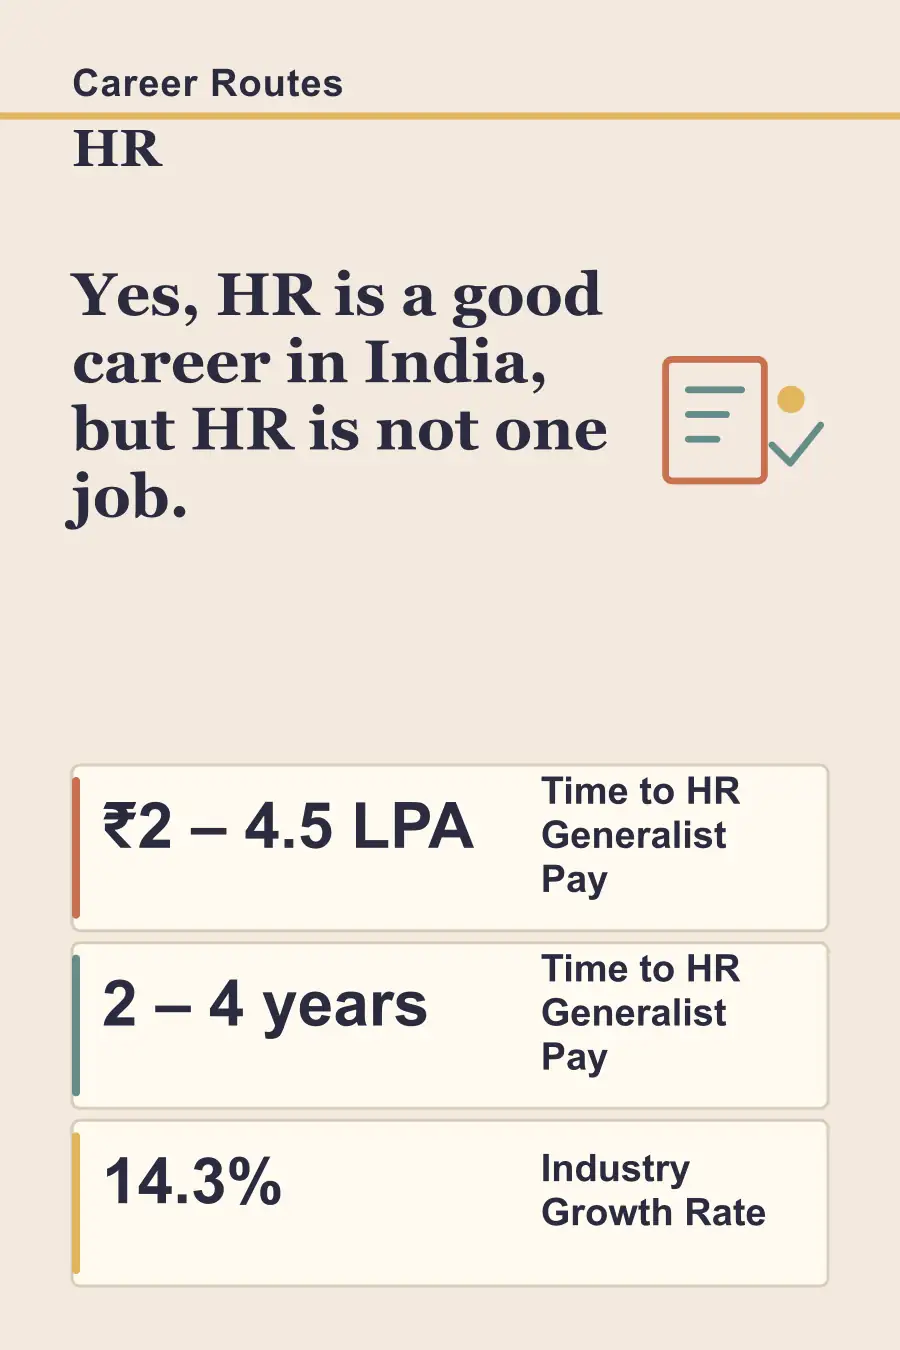 Career Routes
HR
Yes, HR is a good
career in India,
but HR is not one
job.
₹2 – 4.5 LPA
Time to HR
Generalist
Pay
2 – 4 years
Time to HR
Generalist
Pay
14.3%
Industry
Growth Rate